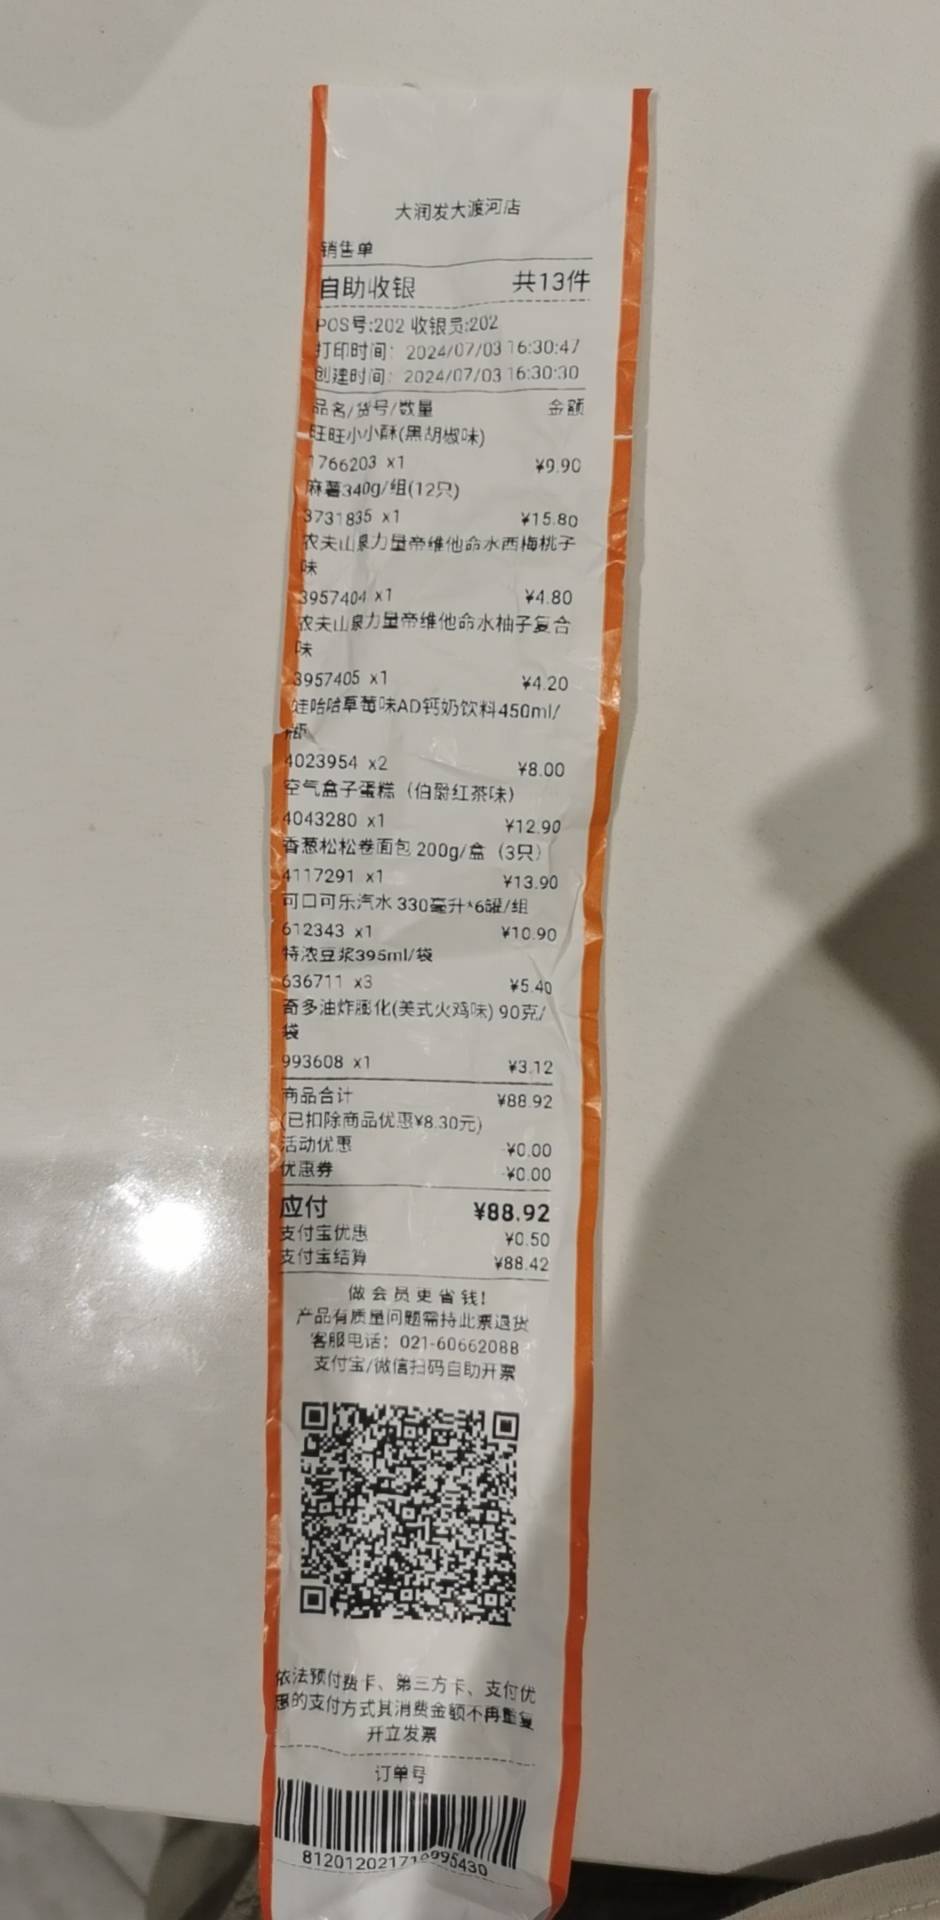 大润发大渡河店
销售单
自助收银 共13件
POS号:202 收银员:202
打印时间: 2024/07/03 16:30:47
创建时间: 2024/07/03 16:30:30
品名/货号/数量 金额
旺旺小小酥(黑胡椒味)
1766203 x1 ¥9.90
麻薯340g/组(12只)
3731835 x1 ¥15.80
农夫山泉力量帝维他命水西梅桃子
味
3957404 x1 ¥4.80
农夫山泉力量帝维他命水柚子复合
味
3957405 x1 ¥4.20
娃哈哈草莓味AD钙奶饮料450ml/
瓶
4023954 x2 ¥8.00
空气盒子蛋糕（伯爵红茶味）
4043280 x1 ¥12.90
香葱松松卷面包 200g/盒（3只）
4117291 x1 ¥13.90
可口可乐汽水 330毫升*6罐/组
612343 x1 ¥10.90
特浓豆浆395ml/袋
636711 x3 ¥5.40
奇多油炸膨化(美式火鸡味) 90克/
袋
993608 x1 ¥3.12
商品合计 ¥88.92
(已扣除商品优惠¥8.30元)
活动优惠 -¥0.00
优惠券 -¥0.00
应付 ¥88.92
支付宝优惠 ¥0.50
支付宝结算 ¥88.42
做会员更省钱!
产品有质量问题需持此票退货
客服电话: 021-60662088
支付宝/微信扫码自助开票
依法预付费卡、第三方卡、支付优
惠的支付方式其消费金额不再重复
开立发票
订单号